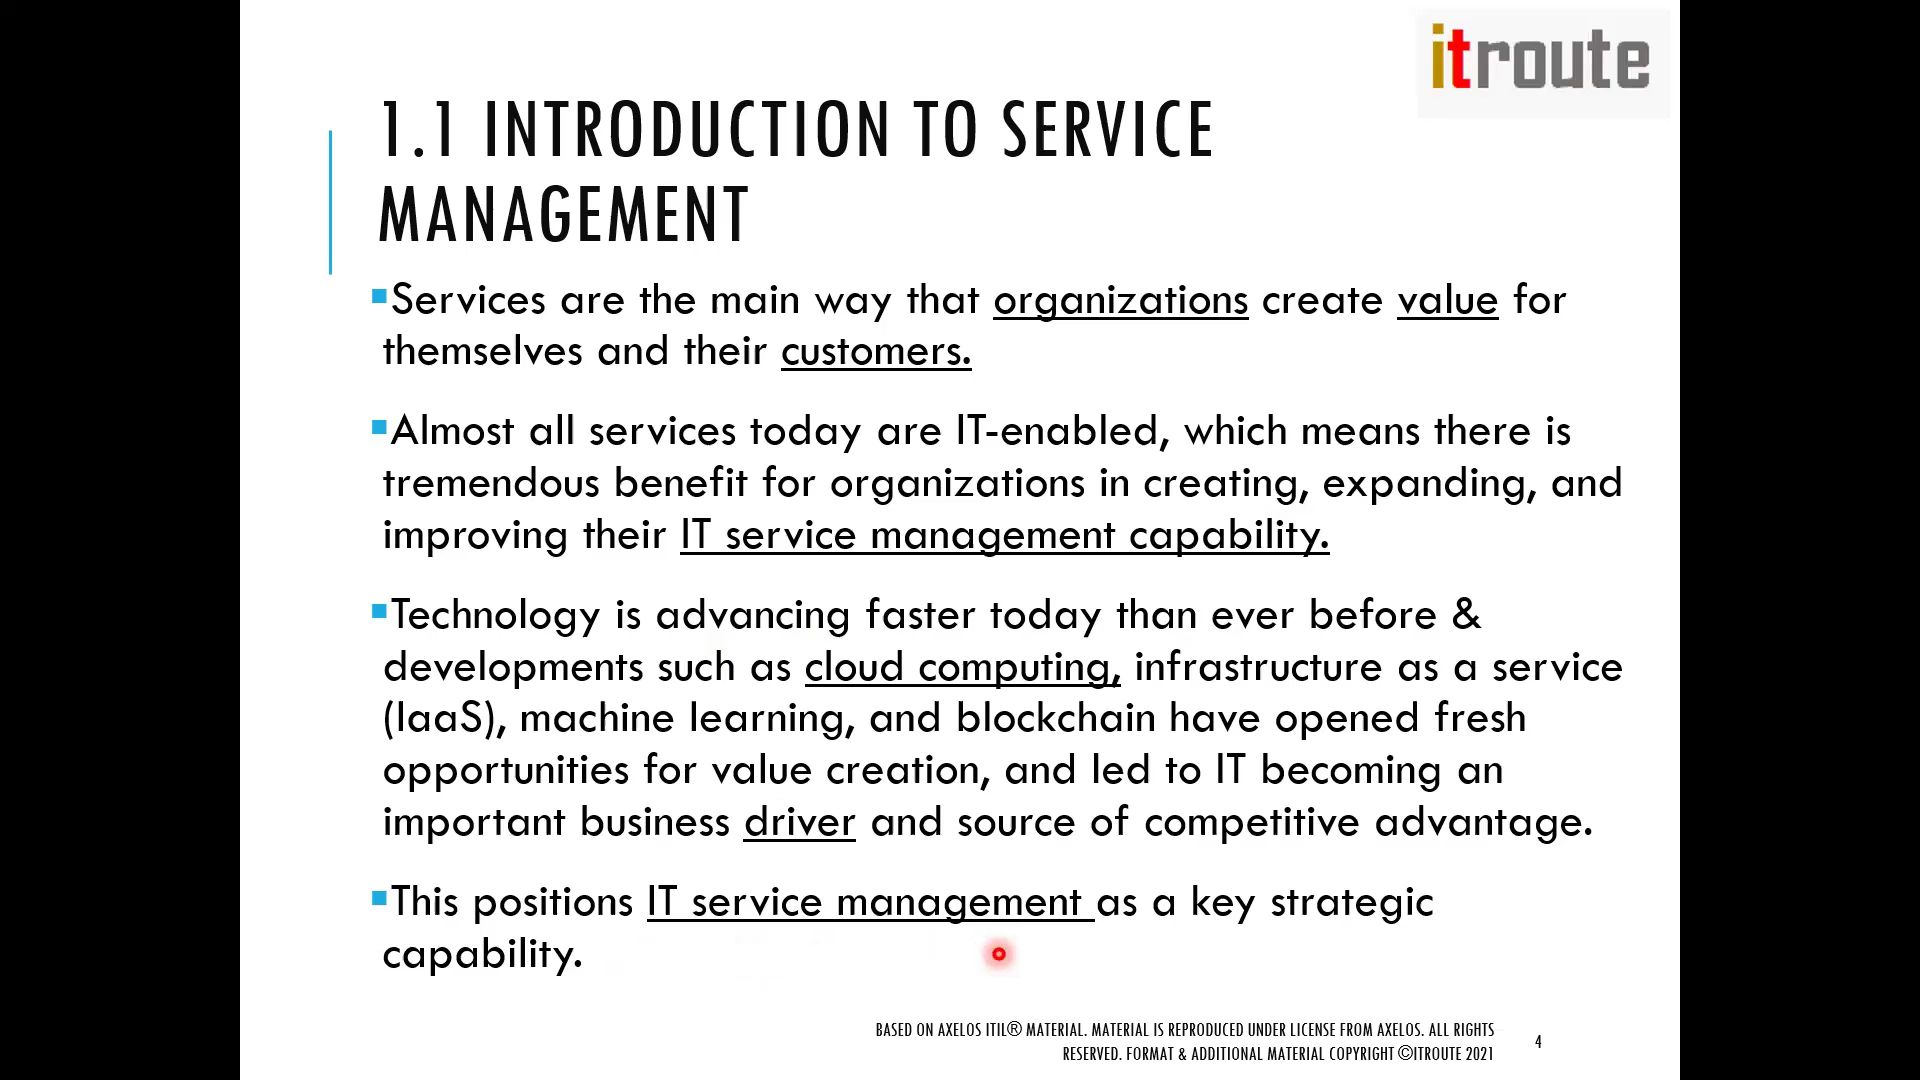 itroute
1.1 INTRODUCTION TO SERVICE
MANAGEMENT
▪Services are the main way that organizations create value for
themselves and their customers.
▪Almost all services today are IT-enabled, which means there is
tremendous benefit for organizations in creating, expanding, and
improving their IT service management capability.
▪Technology is advancing faster today than ever before &
developments such as cloud computing, infrastructure as a service
(IaaS), machine learning, and blockchain have opened fresh
opportunities for value creation, and led to IT becoming an
important business driver and source of competitive advantage.
▪This positions IT service management as a key strategic
capability.
BASED ON AXELOS ITIL® MATERIAL. MATERIAL IS REPRODUCED UNDER LICENSE FROM AXELOS. ALL RIGHTS
RESERVED. FORMAT & ADDITIONAL MATERIAL COPYRIGHT ©ITROUTE 2021
4